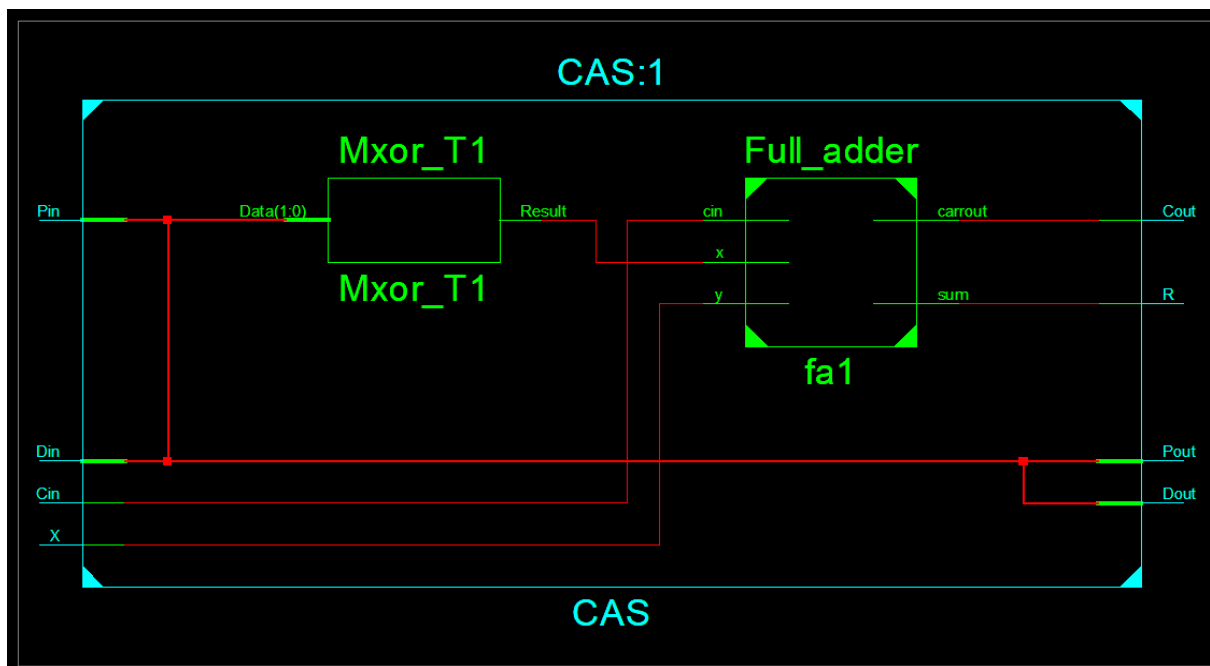 CAS:1
Mxor_T1
Full_adder
Pin
Data(1:0)
Result
cin
carrout
Cout
x
Mxor_T1
y
sum
R
fa1
Din
Pout
Cin
Dout
X
CAS